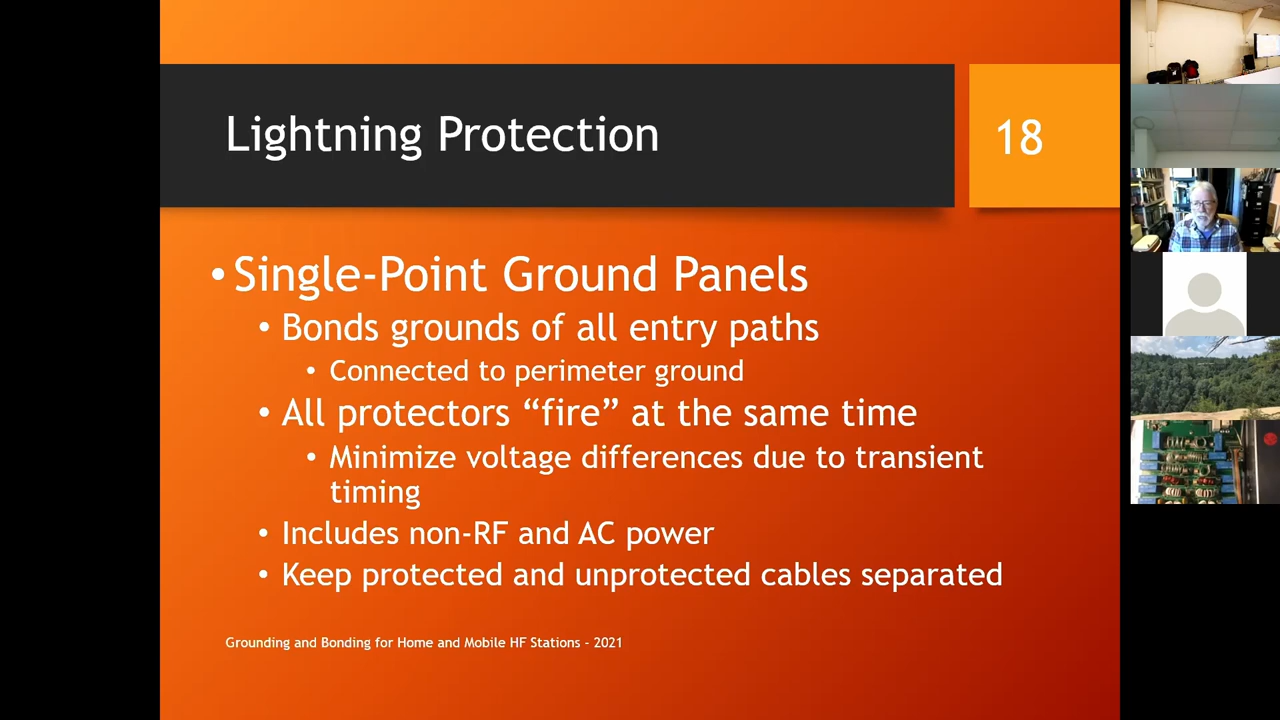 Lightning Protection
18
•Single-Point Ground Panels
• Bonds grounds of all entry paths
• Connected to perimeter ground
• All protectors “fire” at the same time
• Minimize voltage differences due to transient
timing
• Includes non-RF and AC power
• Keep protected and unprotected cables separated
Grounding and Bonding for Home and Mobile HF Stations - 2021